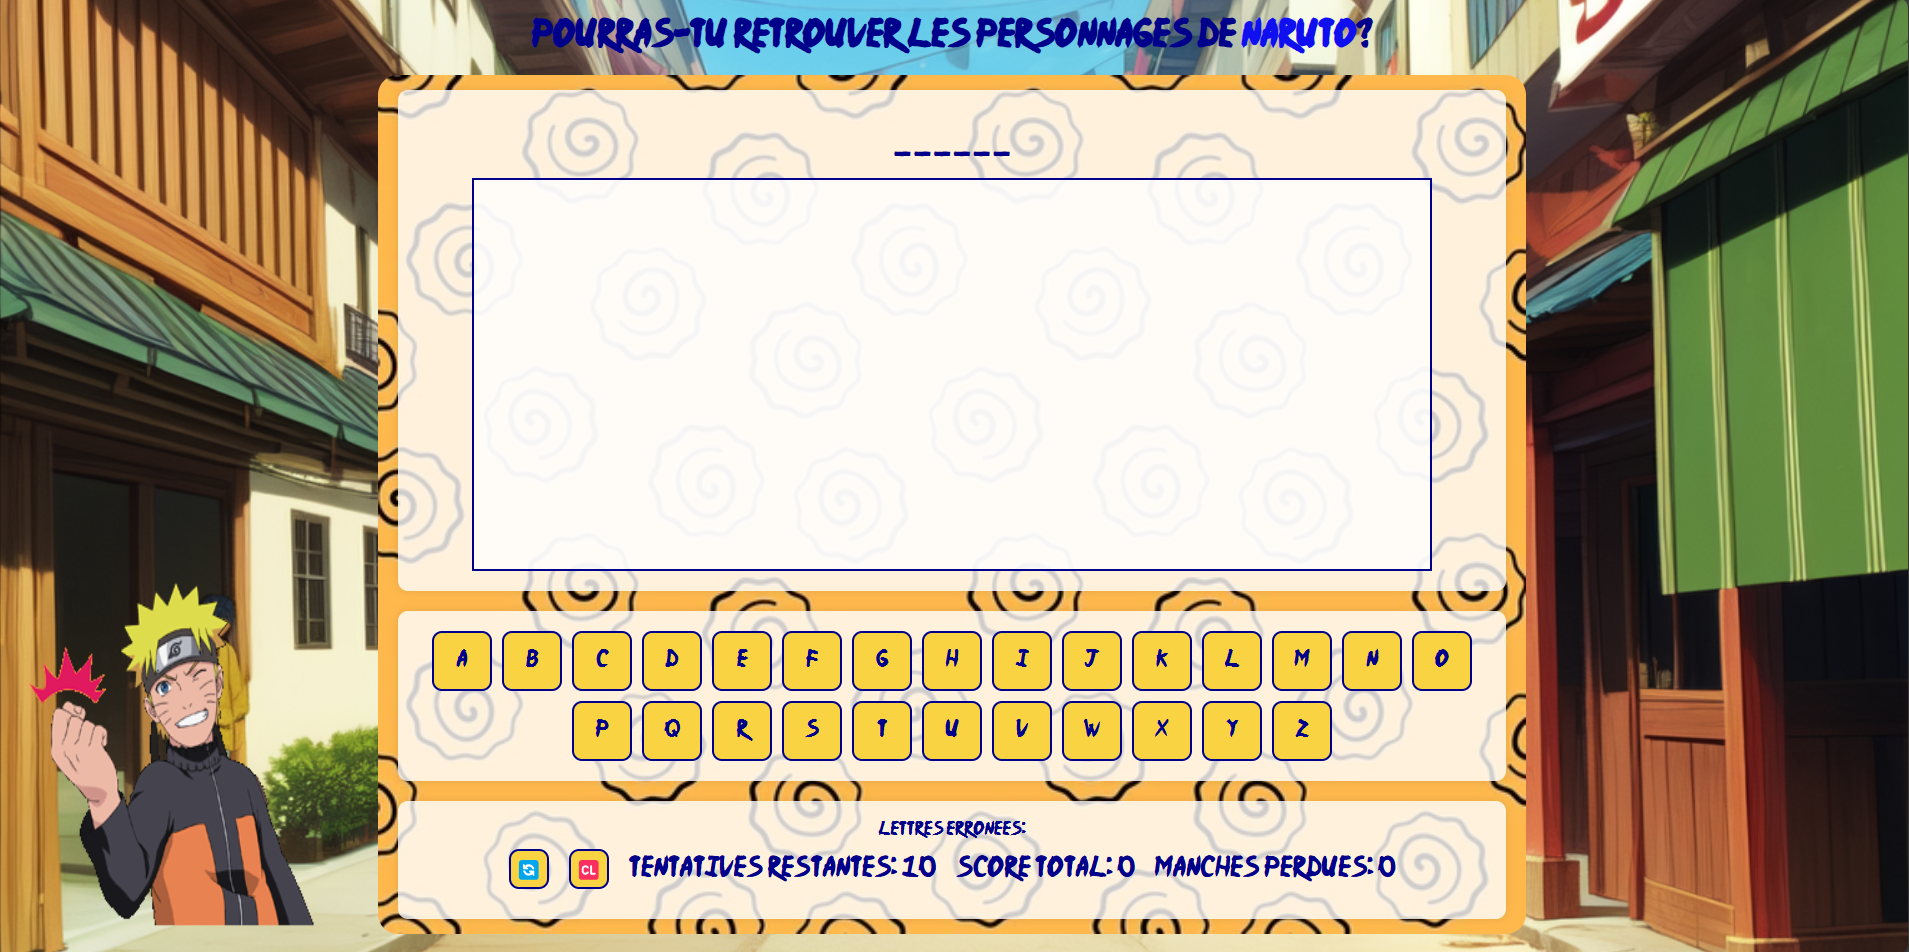 POURRAS-TU RETROUVER LES PERSONNAGES DE NARUTO?
______
A B C D E F G H I J K L M N O
P Q R S T U V W X Y Z
LETTRES ERRONEES:
CL TENTATIVES RESTANTES: 10 SCORE TOTAL: 0 MANCHES PERDUES: 0